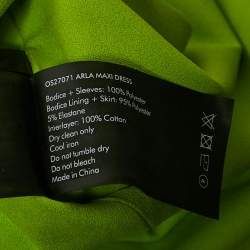 OS27071 ARLA MAXI DRESS
Bodice + Sleeves: 100% Polyester
Bodice Lining + Skirt: 95% Polyester
5% Elastane
Interlayer: 100% Cotton
Dry clean only
Cool iron
Do not tumble dry
Do not bleach
Made in China